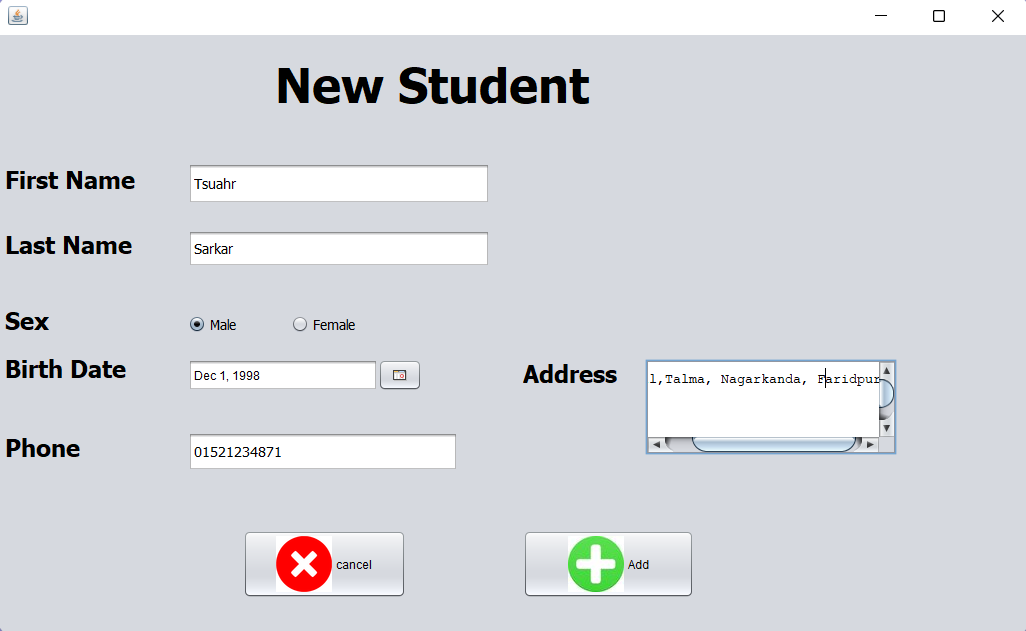 New Student
First Name
Tsuahr
Last Name
Sarkar
Sex
Male
Female
Birth Date
Dec 1, 1998
Address
l,Talma, Nagarkanda, Faridpur
Phone
01521234871
cancel
Add